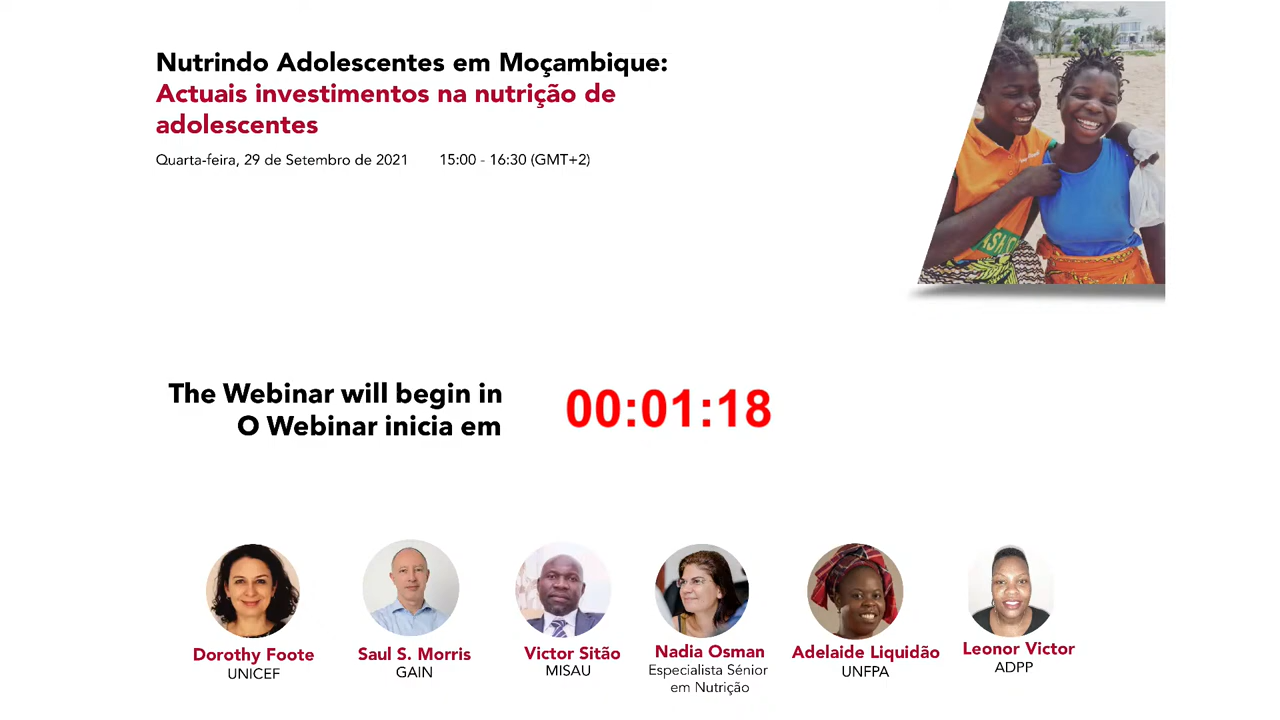 Nutrindo Adolescentes em Moçambique:
Actuais investimentos na nutrição de
adolescentes
Quarta-feira, 29 de Setembro de 2021 15:00 - 16:30 (GMT+2)
The Webinar will begin in
O Webinar inicia em
00:01:18
Dorothy Foote
UNICEF
Saul S. Morris
GAIN
Victor Sitão
MISAU
Nadia Osman
Especialista Sénior
em Nutrição
Adelaide Liquidão
UNFPA
Leonor Victor
ADPP